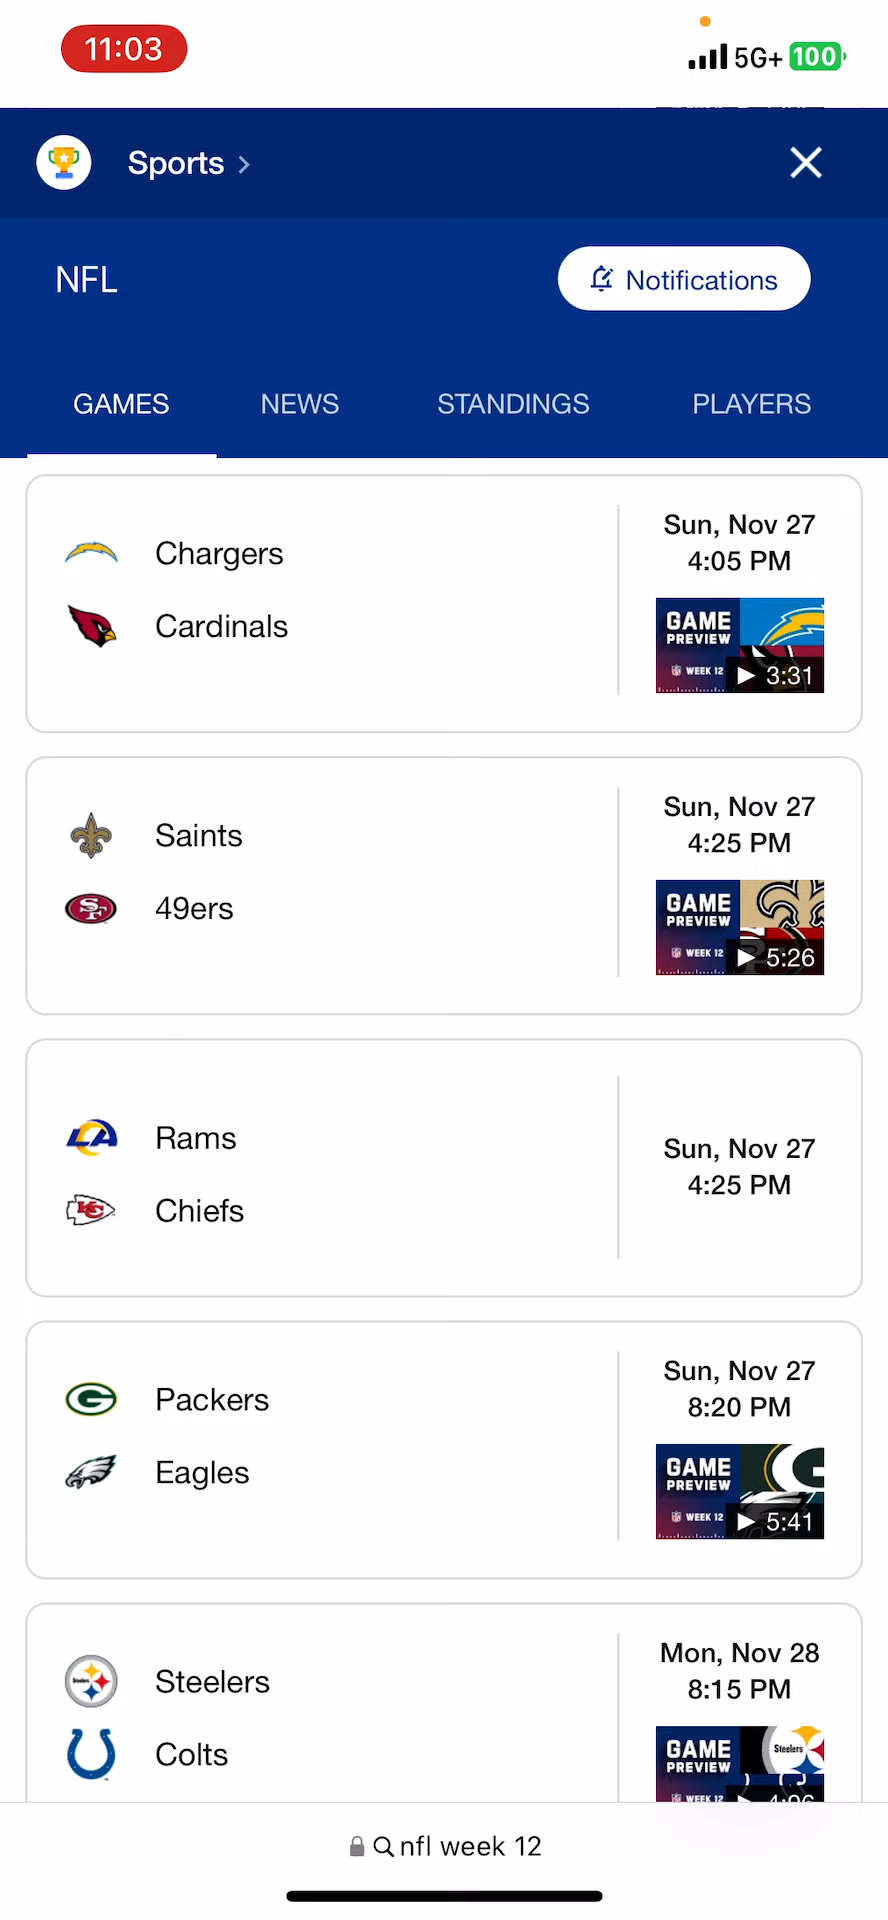 11:03
5G+ 100
Sports >
NFL
Notifications
GAMES NEWS STANDINGS PLAYERS
Chargers
Cardinals
Sun, Nov 27
4:05 PM
GAME
PREVIEW
WEEK 12
3:31
Saints
49ers
Sun, Nov 27
4:25 PM
GAME
PREVIEW
WEEK 12
5:26
Rams
Chiefs
Sun, Nov 27
4:25 PM
Packers
Eagles
Sun, Nov 27
8:20 PM
GAME
PREVIEW
WEEK 12
5:41
Steelers
Colts
Mon, Nov 28
8:15 PM
GAME
PREVIEW
Steelers
WEEK 12
nfl week 12